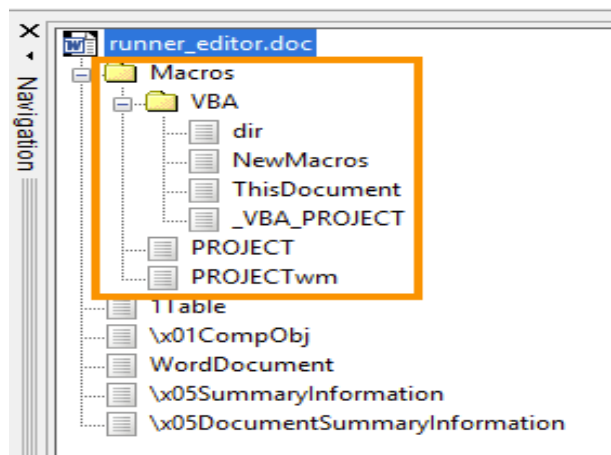 Navigation
runner_editor.doc
Macros
VBA
dir
NewMacros
ThisDocument
_VBA_PROJECT
PROJECT
PROJECTwm
1Table
\x01CompObj
WordDocument
\x05SummaryInformation
\x05DocumentSummaryInformation